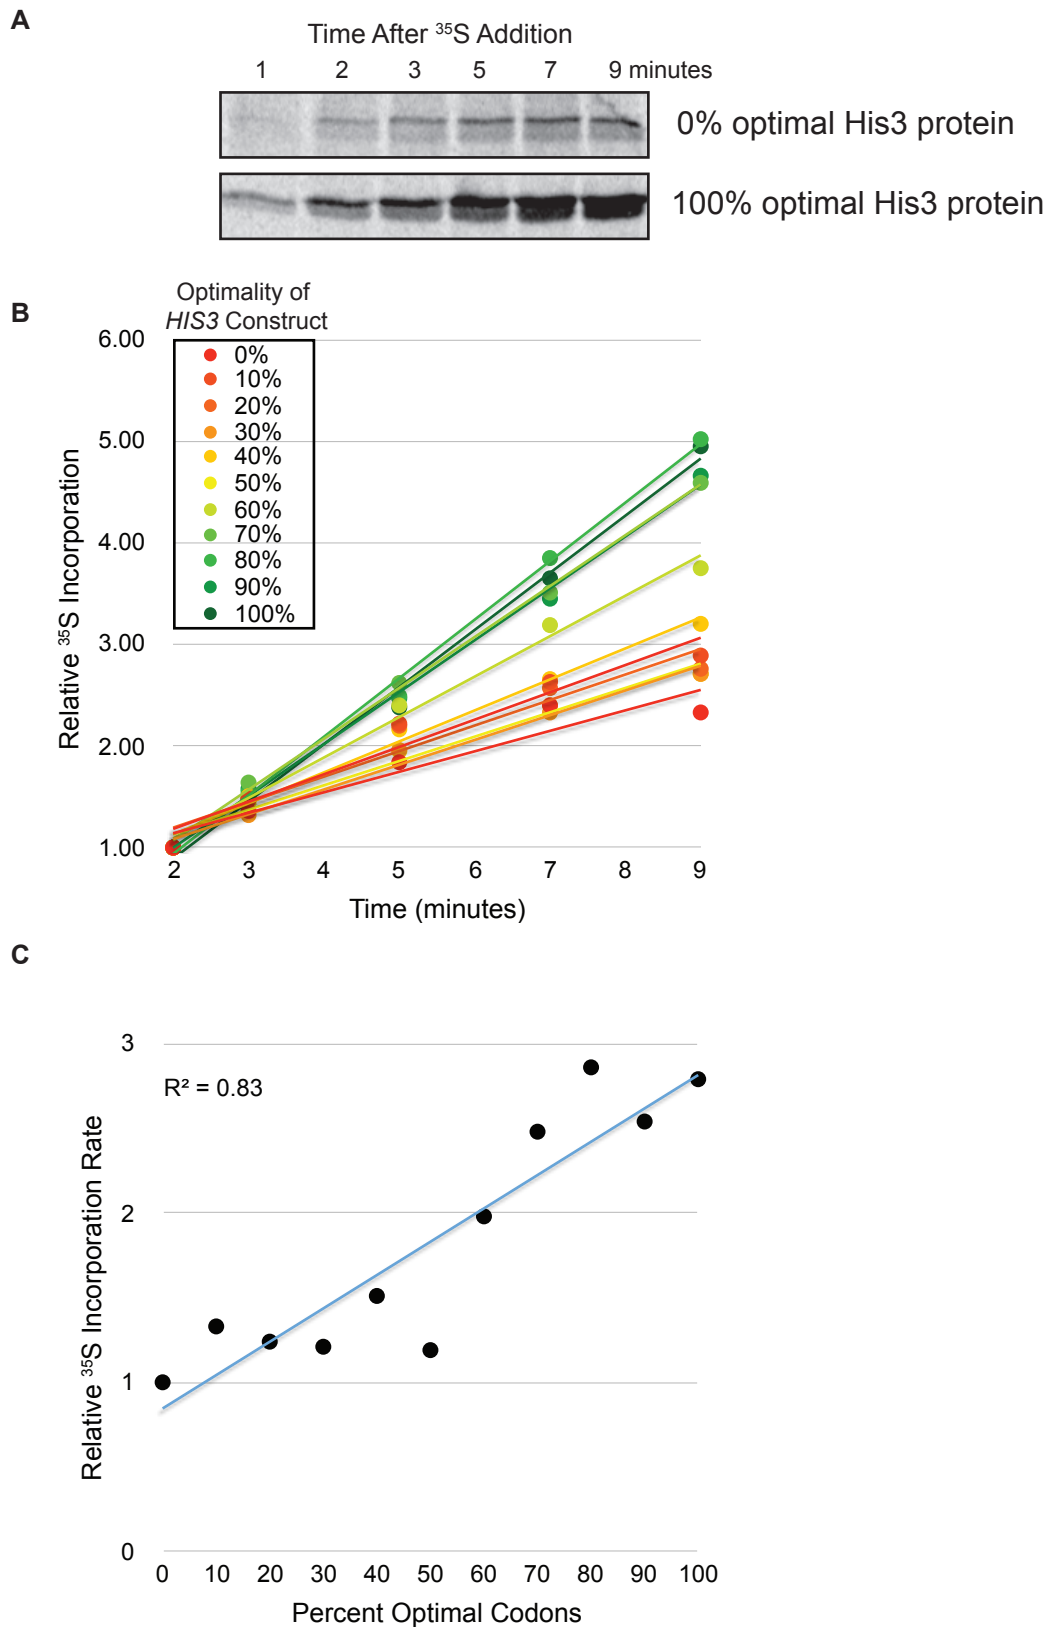 A
Time After ³⁵S Addition
1 2 3 5 7 9 minutes
0% optimal His3 protein
100% optimal His3 protein
B
Optimality of
HIS3 Construct
0%
10%
20%
30%
40%
50%
60%
70%
80%
90%
100%
6.00
5.00
4.00
3.00
2.00
1.00
Relative ³⁵S Incorporation
2 3 4 5 6 7 8 9
Time (minutes)
C
R² = 0.83
3
2
1
0
Relative ³⁵S Incorporation Rate
0 10 20 30 40 50 60 70 80 90 100
Percent Optimal Codons